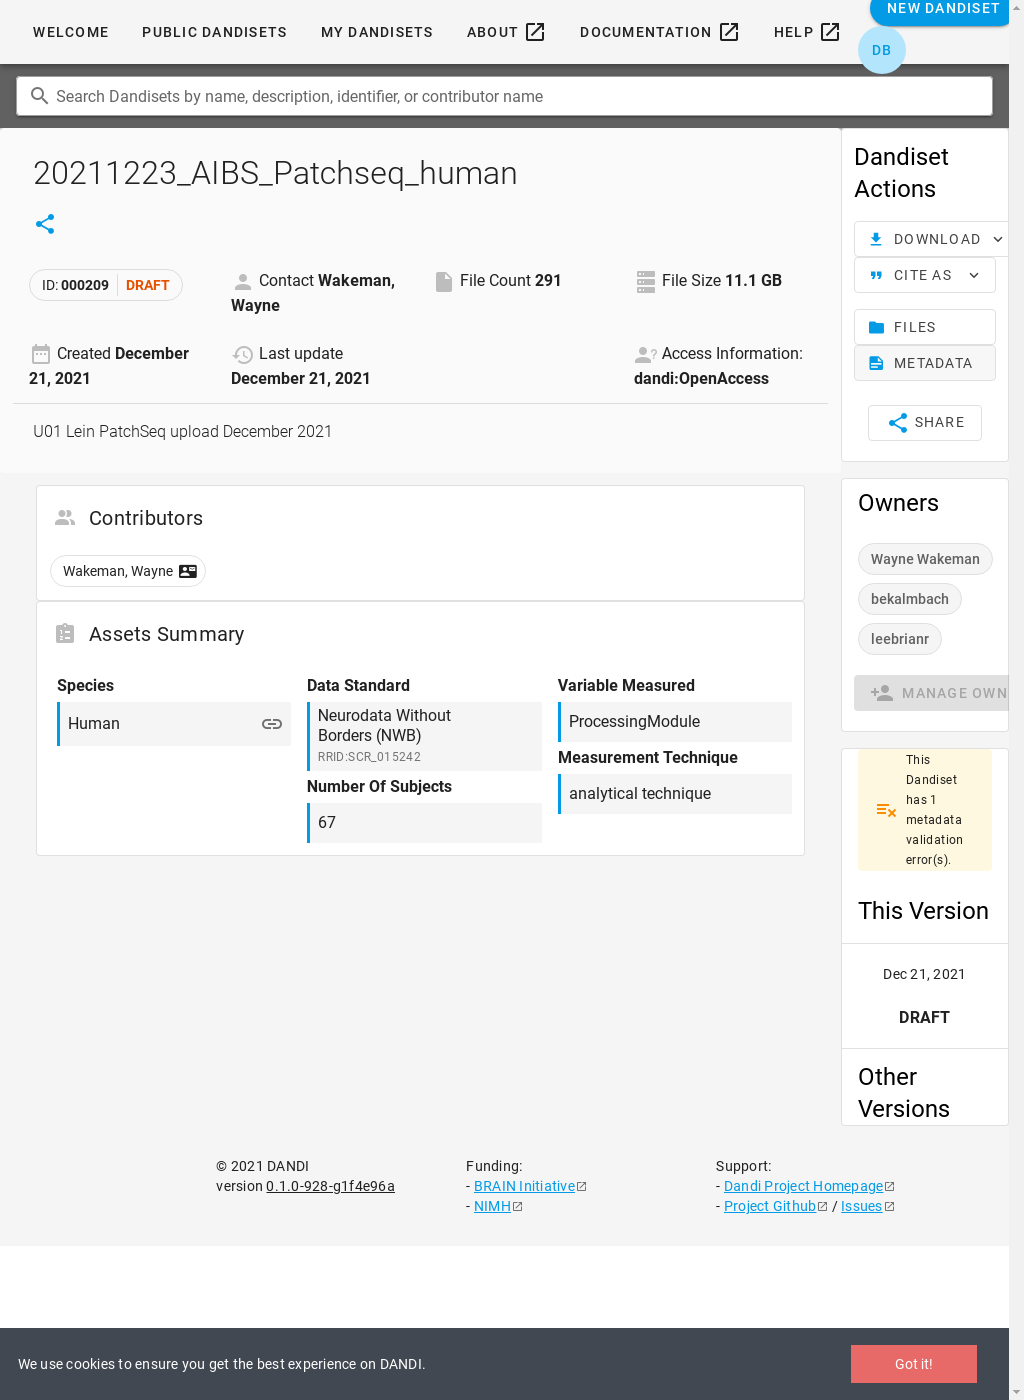 WELCOME
PUBLIC DANDISETS
MY DANDISETS
ABOUT
DOCUMENTATION
HELP
NEW DANDISET
DB
Search Dandisets by name, description, identifier, or contributor name
20211223_AIBS_Patchseq_human
ID: 000209 DRAFT
Contact Wakeman,
Wayne
File Count 291
File Size 11.1 GB
Created December
21, 2021
Last update
December 21, 2021
Access Information:
dandi:OpenAccess
U01 Lein PatchSeq upload December 2021
Contributors
Wakeman, Wayne
Assets Summary
Species
Human
Data Standard
Neurodata Without
Borders (NWB)
RRID:SCR_015242
Number Of Subjects
67
Variable Measured
ProcessingModule
Measurement Technique
analytical technique
Dandiset
Actions
DOWNLOAD
CITE AS
FILES
METADATA
SHARE
Owners
Wayne Wakeman
bekalmbach
leebrianr
MANAGE OWN
This
Dandiset
has 1
metadata
validation
error(s).
This Version
Dec 21, 2021
DRAFT
Other
Versions
© 2021 DANDI
version 0.1.0-928-g1f4e96a
Funding:
- BRAIN Initiative
- NIMH
Support:
- Dandi Project Homepage
- Project Github / Issues
We use cookies to ensure you get the best experience on DANDI.
Got it!